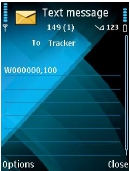 Text message
149 (1) 123
To Tracker
W000000,100
Options Close